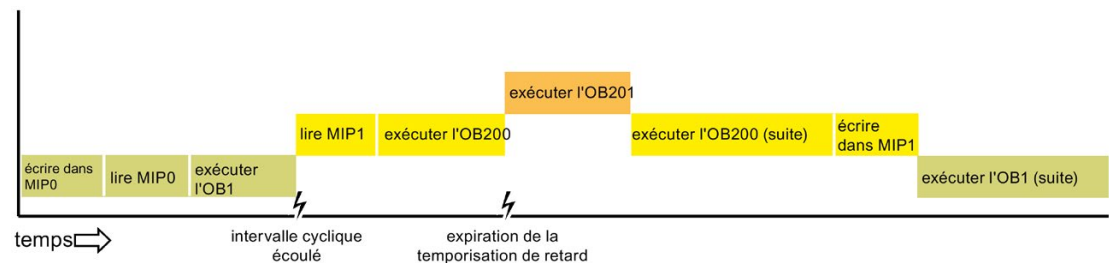 exécuter l'OB201
lire MIP1
exécuter l'OB200
exécuter l'OB200 (suite)
écrire
dans MIP1
écrire dans
MIP0
lire MIP0
exécuter
l'OB1
exécuter l'OB1 (suite)
temps
intervalle cyclique
écoulé
expiration de la
temporisation de retard